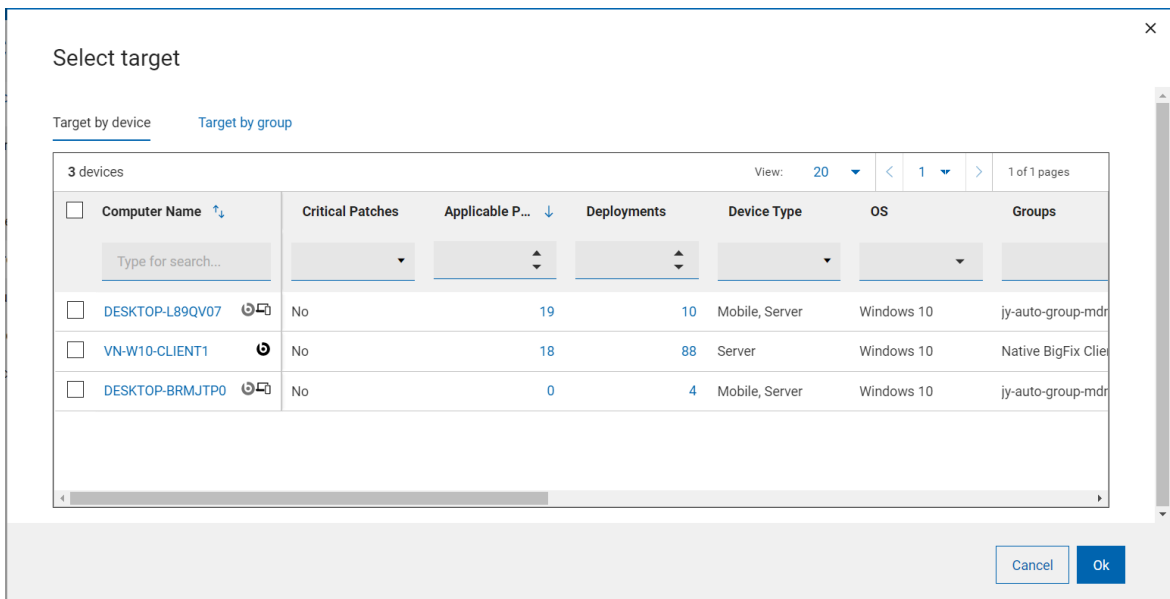 Select target
Target by device Target by group
3 devices View: 20 1 1 of 1 pages
Computer Name Critical Patches Applicable P... Deployments Device Type OS Groups
Type for search...
DESKTOP-L89QV07 No 19 10 Mobile, Server Windows 10 jy-auto-group-mdm
VN-W10-CLIENT1 No 18 88 Server Windows 10 Native BigFix Clie
DESKTOP-BRMJTP0 No 0 4 Mobile, Server Windows 10 jy-auto-group-mdm
Cancel Ok